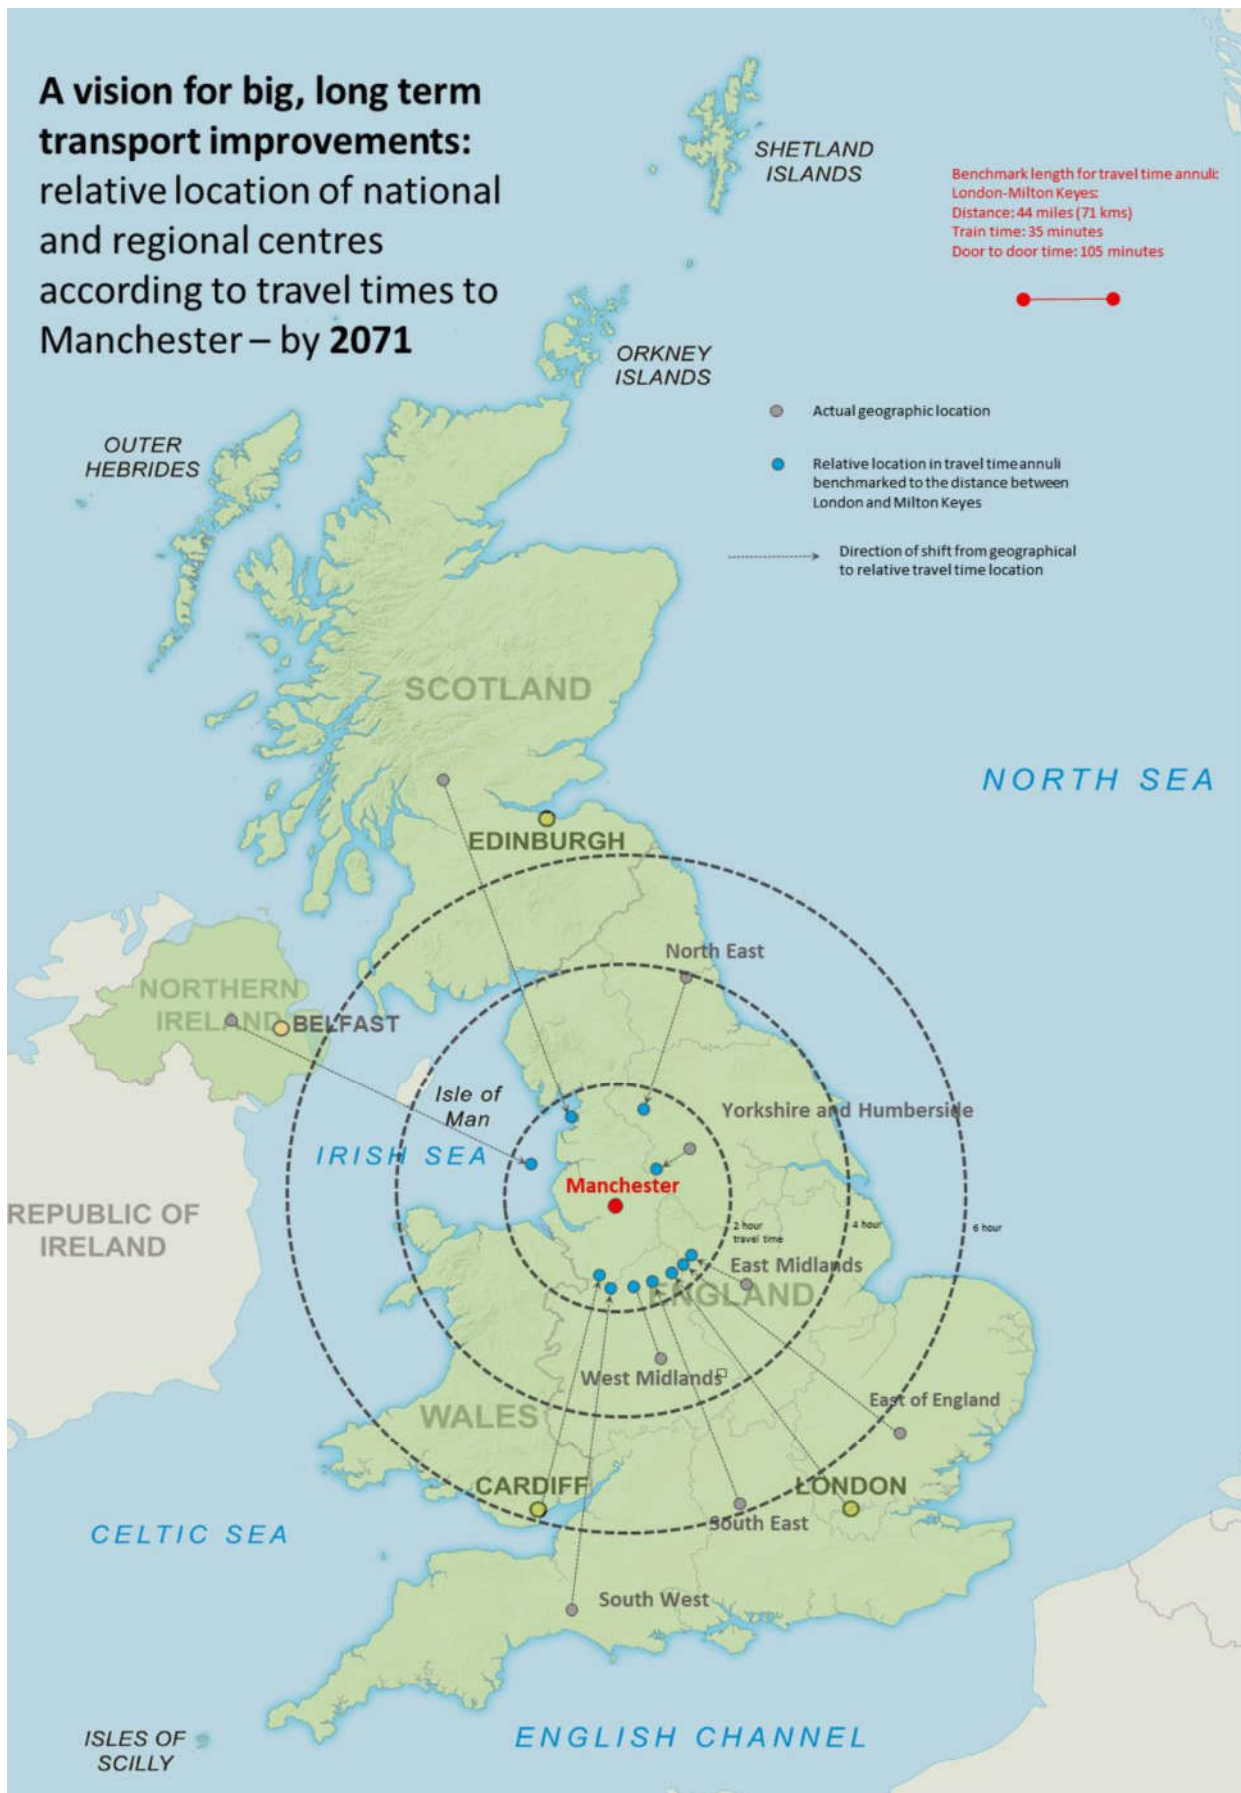 A vision for big, long term
transport improvements:
relative location of national
and regional centres
according to travel times to
Manchester – by 2071
SHETLAND
ISLANDS
Benchmark length for travel time annuli:
London-Milton Keyes:
Distance: 44 miles (71 kms)
Train time: 35 minutes
Door to door time: 105 minutes
ORKNEY
ISLANDS
Actual geographic location
OUTER
HEBRIDES
Relative location in travel time annuli
benchmarked to the distance between
London and Milton Keyes
Direction of shift from geographical
to relative travel time location
SCOTLAND
NORTH SEA
EDINBURGH
North East
NORTHERN
IRELAND
BELFAST
Isle of
Man
Yorkshire and Humberside
IRISH SEA
Manchester
REPUBLIC OF
IRELAND
2 hour
travel time
4 hour
6 hour
East Midlands
ENGLAND
West Midlands
East of England
WALES
CARDIFF
LONDON
South East
CELTIC SEA
South West
ENGLISH CHANNEL
ISLES OF
SCILLY